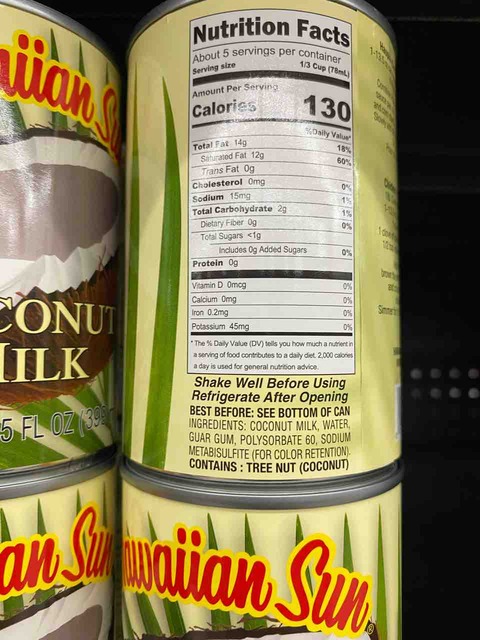 aiian Su
CONUT
MILK
5 FL OZ (39
Nutrition Facts
About 5 servings per container
Serving size 1/3 Cup (78mL)
Amount Per Serving
Calories 130
%Daily Value*
Total Fat 14g 18%
Saturated Fat 12g 60%
Trans Fat 0g
Cholesterol 0mg 0%
Sodium 15mg 1%
Total Carbohydrate 2g 1%
Dietary Fiber 0g 0%
Total Sugars <1g
Includes 0g Added Sugars 0%
Protein 0g
Vitamin D 0mcg 0%
Calcium 0mg 0%
Iron 0.2mg 0%
Potassium 45mg 0%
*The % Daily Value (DV) tells you how much a nutrient in
a serving of food contributes to a daily diet. 2,000 calories
a day is used for general nutrition advice.
Shake Well Before Using
Refrigerate After Opening
BEST BEFORE: SEE BOTTOM OF CAN
INGREDIENTS: COCONUT MILK, WATER,
GUAR GUM, POLYSORBATE 60, SODIUM
METABISULFITE (FOR COLOR RETENTION).
CONTAINS : TREE NUT (COCONUT)
an Sun
awaiian Sun®